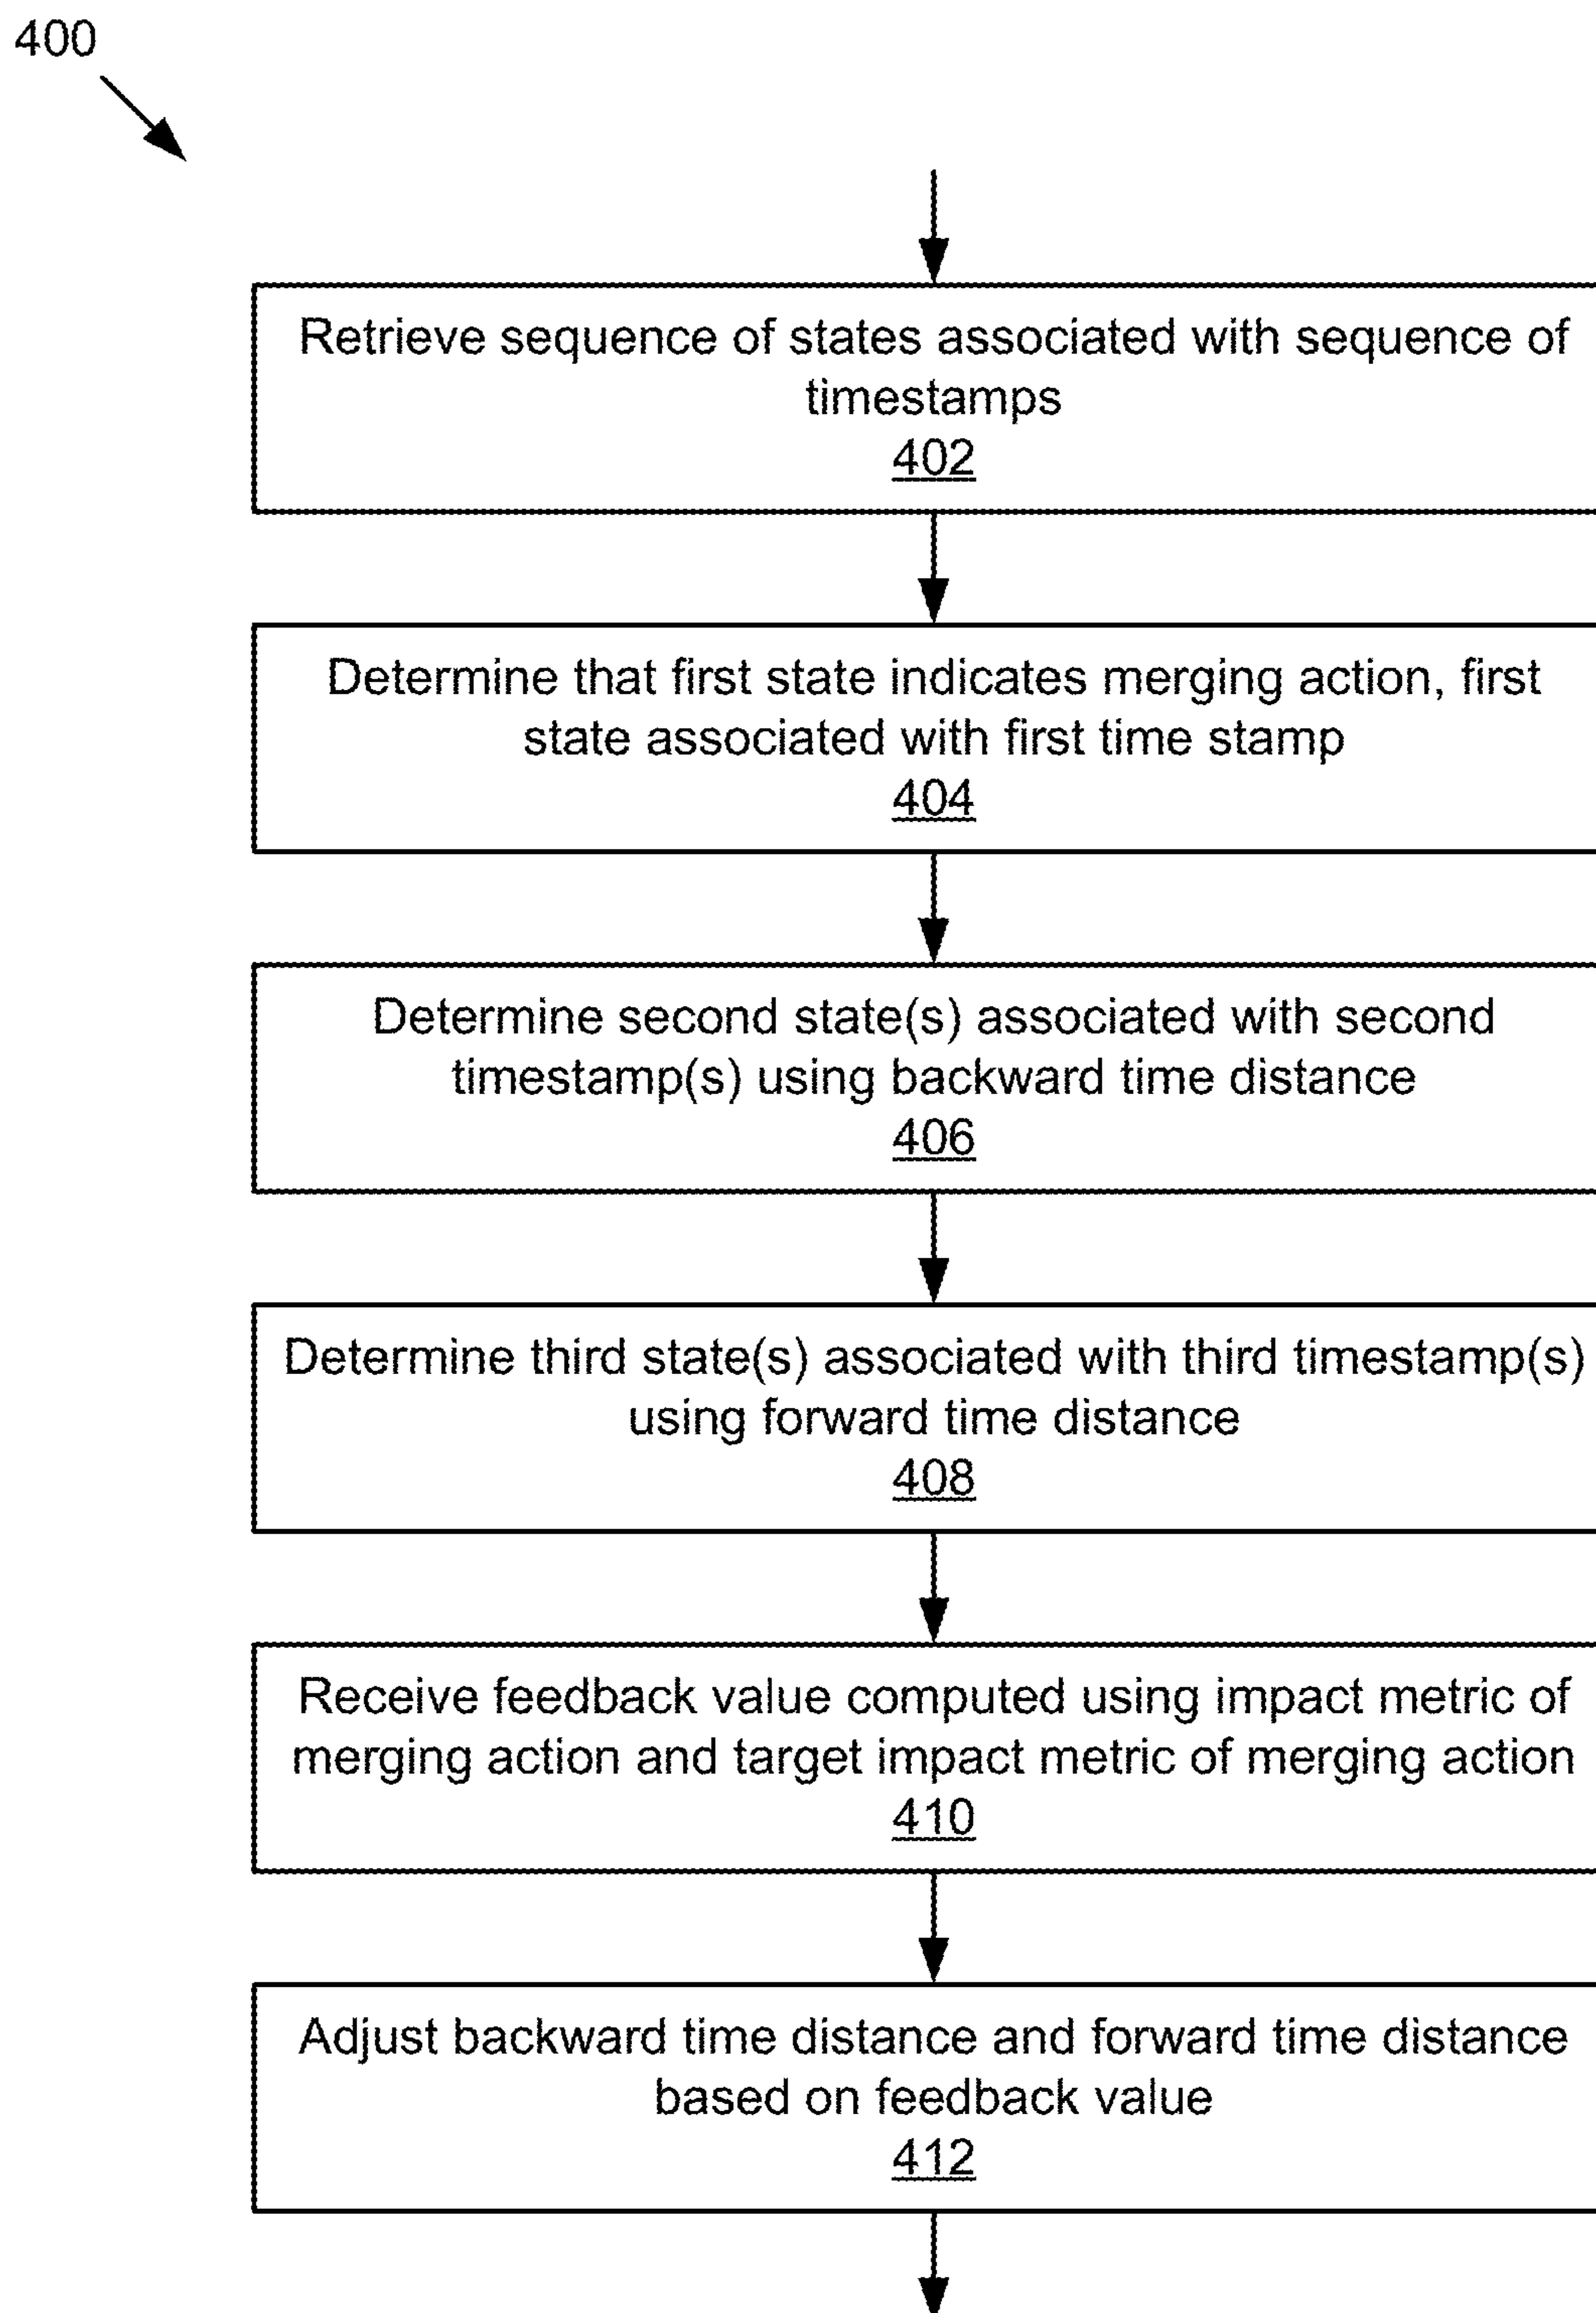 400
Retrieve sequence of states associated with sequence of
timestamps
402
Determine that first state indicates merging action, first
state associated with first time stamp
404
Determine second state(s) associated with second
timestamp(s) using backward time distance
406
Determine third state(s) associated with third timestamp(s)
using forward time distance
408
Receive feedback value computed using impact metric of
merging action and target impact metric of merging action
410
Adjust backward time distance and forward time distance
based on feedback value
412